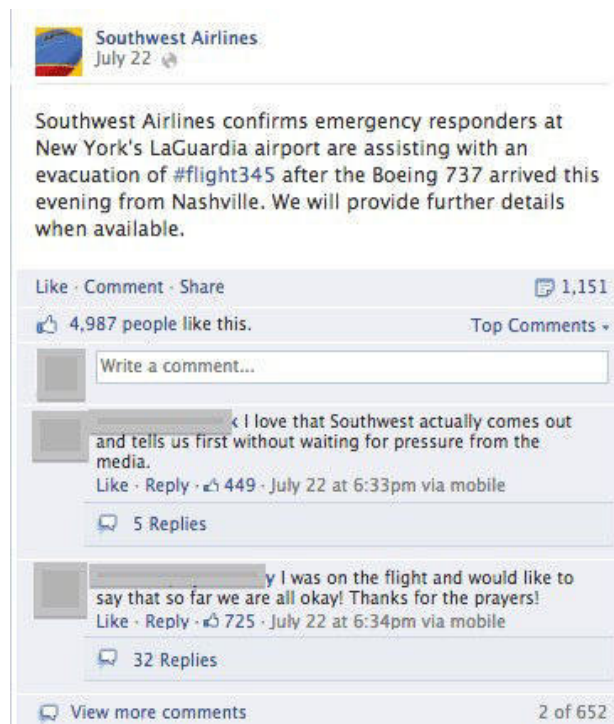 Southwest Airlines
July 22
Southwest Airlines confirms emergency responders at
New York's LaGuardia airport are assisting with an
evacuation of #flight345 after the Boeing 737 arrived this
evening from Nashville. We will provide further details
when available.
Like · Comment · Share 1,151
4,987 people like this. Top Comments
Write a comment...
k I love that Southwest actually comes out
and tells us first without waiting for pressure from the
media.
Like · Reply · 449 · July 22 at 6:33pm via mobile
5 Replies
y I was on the flight and would like to
say that so far we are all okay! Thanks for the prayers!
Like · Reply · 725 · July 22 at 6:34pm via mobile
32 Replies
View more comments 2 of 652